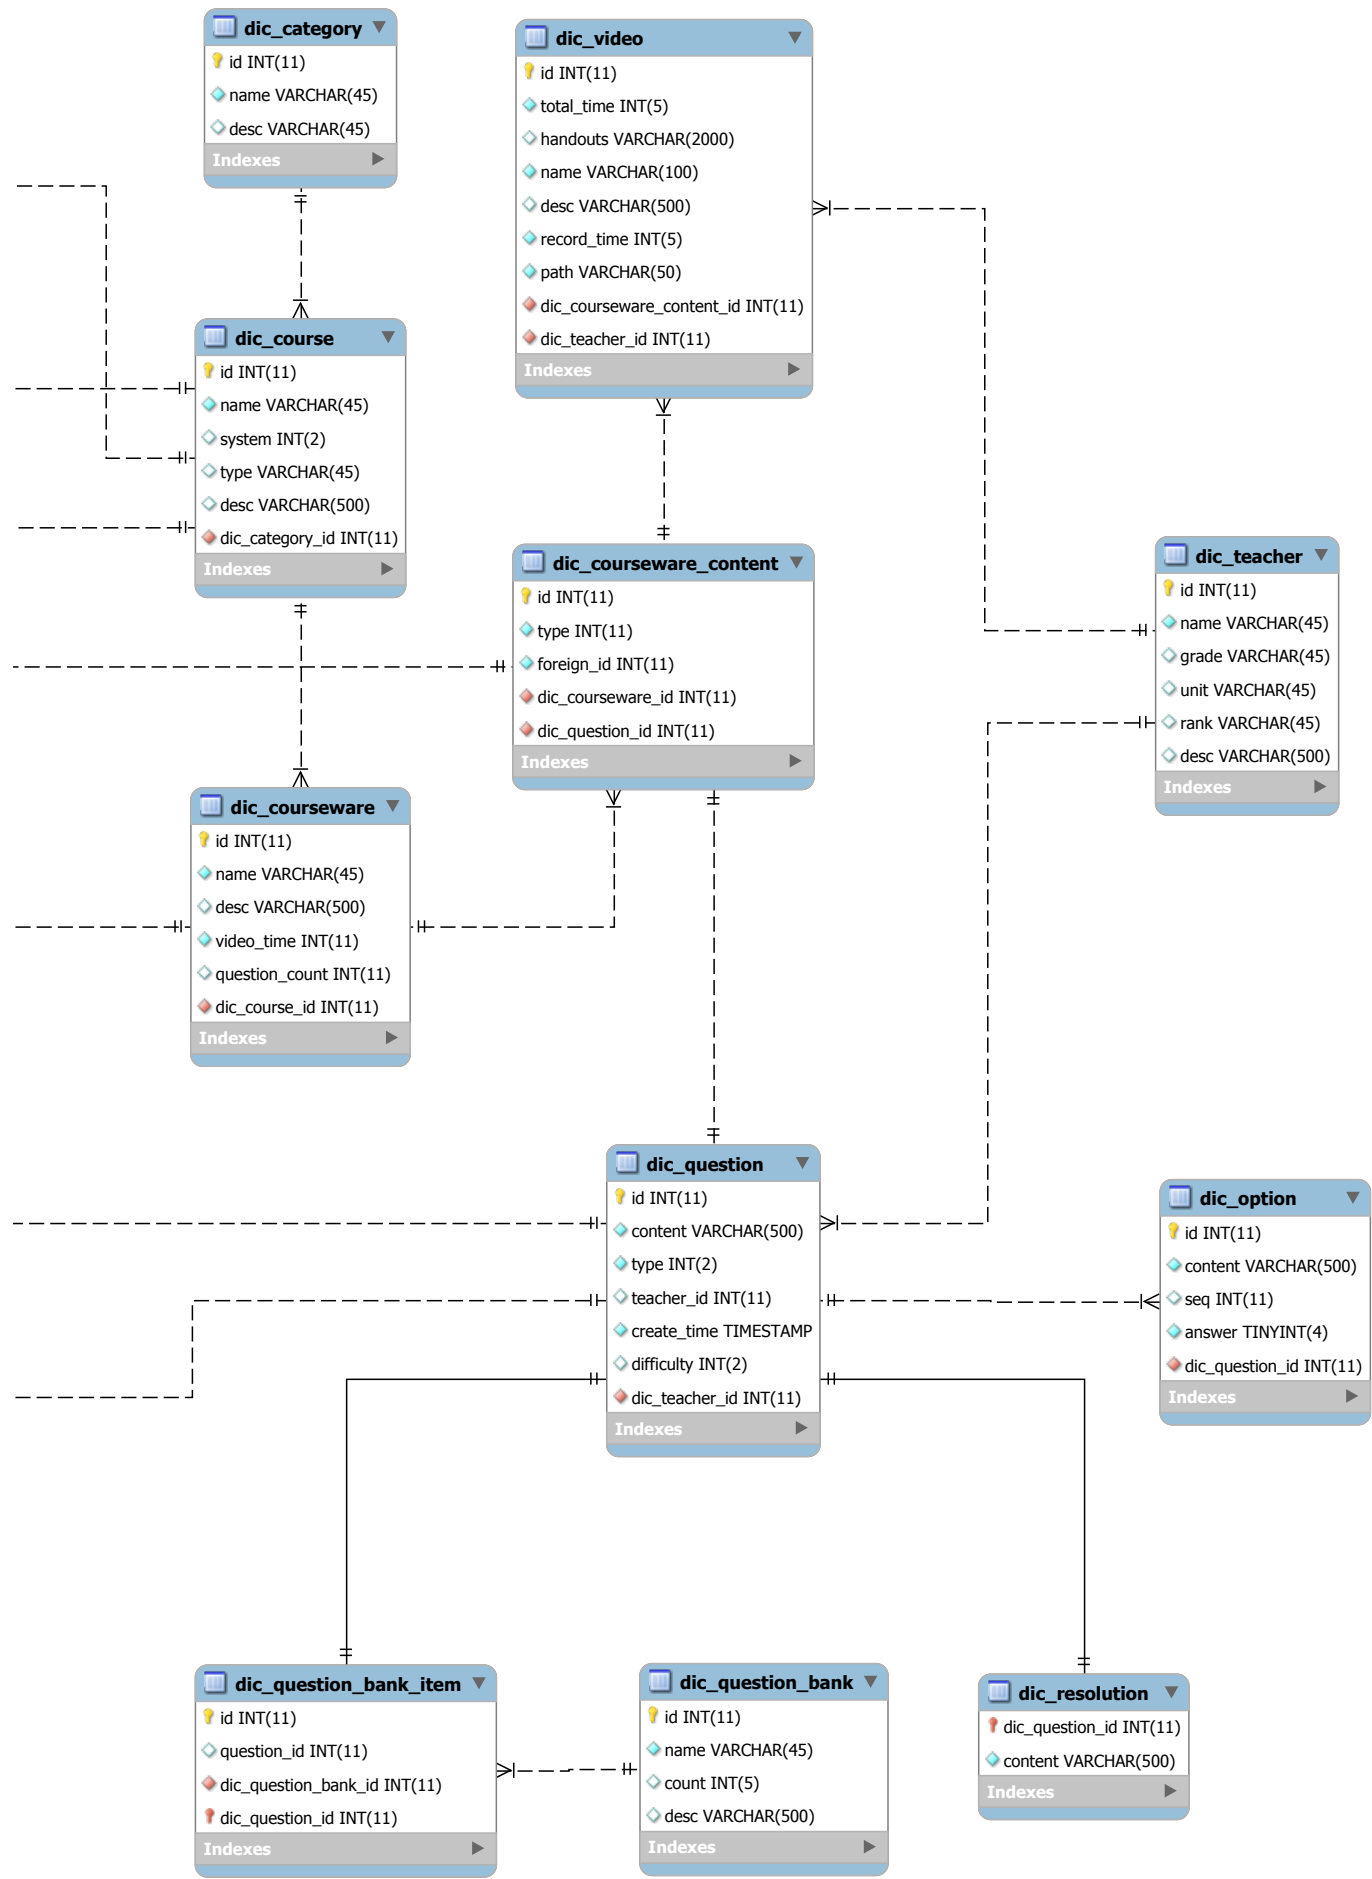 dic_category
id INT(11)
name VARCHAR(45)
desc VARCHAR(45)
Indexes
dic_video
id INT(11)
total_time INT(5)
handouts VARCHAR(2000)
name VARCHAR(100)
desc VARCHAR(500)
record_time INT(5)
path VARCHAR(50)
dic_courseware_content_id INT(11)
dic_teacher_id INT(11)
Indexes
dic_course
id INT(11)
name VARCHAR(45)
system INT(2)
type VARCHAR(45)
desc VARCHAR(500)
dic_category_id INT(11)
Indexes
dic_courseware_content
id INT(11)
type INT(11)
foreign_id INT(11)
dic_courseware_id INT(11)
dic_question_id INT(11)
Indexes
dic_teacher
id INT(11)
name VARCHAR(45)
grade VARCHAR(45)
unit VARCHAR(45)
rank VARCHAR(45)
desc VARCHAR(500)
Indexes
dic_courseware
id INT(11)
name VARCHAR(45)
desc VARCHAR(500)
video_time INT(11)
question_count INT(11)
dic_course_id INT(11)
Indexes
dic_question
id INT(11)
content VARCHAR(500)
type INT(2)
teacher_id INT(11)
create_time TIMESTAMP
difficulty INT(2)
dic_teacher_id INT(11)
Indexes
dic_option
id INT(11)
content VARCHAR(500)
seq INT(11)
answer TINYINT(4)
dic_question_id INT(11)
Indexes
dic_question_bank_item
id INT(11)
question_id INT(11)
dic_question_bank_id INT(11)
dic_question_id INT(11)
Indexes
dic_question_bank
id INT(11)
name VARCHAR(45)
count INT(5)
desc VARCHAR(500)
Indexes
dic_resolution
dic_question_id INT(11)
content VARCHAR(500)
Indexes